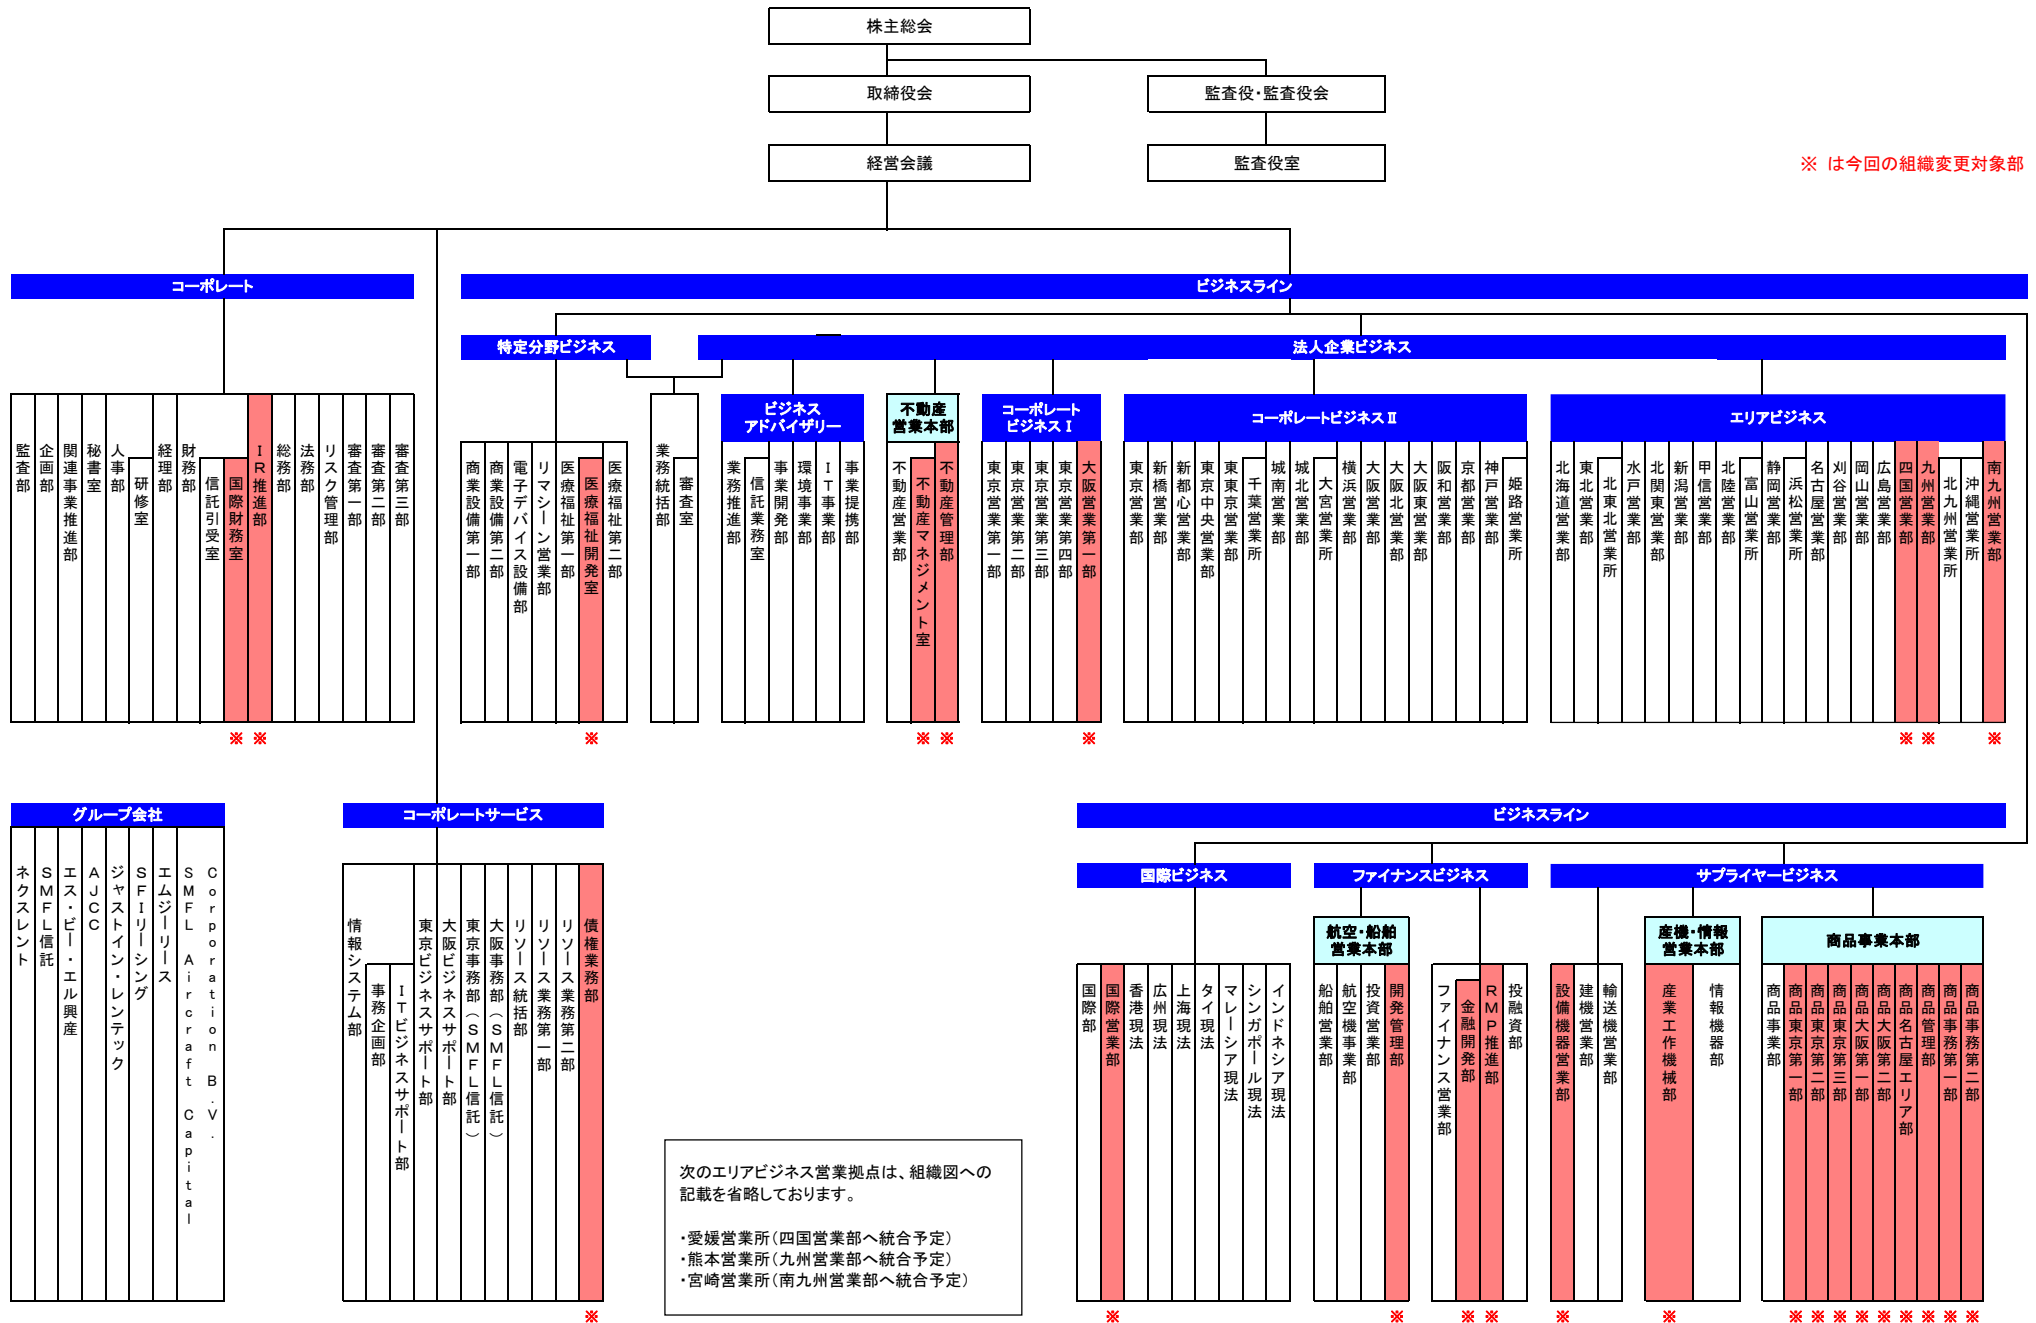 株主総会
取締役会
監査役・監査役会
経営会議
監査役室
※ は今回の組織変更対象部
コーポレート
ビジネスライン
特定分野ビジネス
法人企業ビジネス
監査部
企画部
関連事業推進部
秘書室
人事部
研修室
経理部
財務部
信託引受室
国際財務室
IR推進部
総務部
法務部
リスク管理部
審査第一部
審査第二部
審査第三部
※ ※
商業設備第一部
商業設備第二部
電子デバイス設備部
リマシーン営業部
医療福祉第一部
医療福祉開発室
医療福祉第二部
※
業務統括部
審査室
ビジネス
アドバイザリー
業務推進部
信託業務室
事業開発部
環境事業部
IT事業部
事業提携部
不動産
営業本部
不動産営業部
不動産マネジメント室
不動産管理部
※ ※
コーポレート
ビジネスⅠ
東京営業第一部
東京営業第二部
東京営業第三部
東京営業第四部
大阪営業第一部
※
コーポレートビジネスⅡ
東京営業部
新橋営業部
新都心営業部
東京中央営業部
東東京営業部
千葉営業所
城南営業部
城北営業部
大宮営業所
横浜営業部
大阪営業部
大阪北営業部
大阪東営業部
阪和営業部
京都営業部
神戸営業部
姫路営業所
エリアビジネス
北海道営業部
東北営業部
北東北営業所
水戸営業部
北関東営業部
新潟営業部
甲信営業部
北陸営業部
富山営業所
静岡営業部
浜松営業所
名古屋営業部
刈谷営業部
岡山営業部
広島営業部
四国営業部
九州営業部
北九州営業所
沖縄営業所
南九州営業部
※ ※ ※
グループ会社
ネクスレント
SMFL信託
エス・ビー・エル興産
AJCC
ジャストイン・レンテック
SFIリーシング
エムジーリース
SMFL Aircraft Capital
Corporation B.V.
コーポレートサービス
情報システム部
事務企画部
ITビジネスサポート部
東京ビジネスサポート部
大阪ビジネスサポート部
東京事務部(SMFL信託)
大阪事務部(SMFL信託)
リソース統括部
リソース業務第一部
リソース業務第二部
債権業務部
※
次のエリアビジネス営業拠点は、組織図への
記載を省略しております。
・愛媛営業所(四国営業部へ統合予定)
・熊本営業所(九州営業部へ統合予定)
・宮崎営業所(南九州営業部へ統合予定)
ビジネスライン
国際ビジネス
国際部
国際営業部
香港現法
広州現法
上海現法
タイ現法
マレーシア現法
シンガポール現法
インドネシア現法
※
ファイナンスビジネス
航空・船舶
営業本部
船舶営業部
航空機事業部
投資営業部
開発管理部
※
ファイナンス営業部
金融開発部
RMP推進部
投融資部
※ ※
サプライヤービジネス
設備機器営業部
建機営業部
輸送機営業部
※
産機・情報
営業本部
産業工作機械部
情報機器部
※
商品事業本部
商品事業部
商品東京第一部
商品東京第二部
商品東京第三部
商品大阪第一部
商品大阪第二部
商品名古屋エリア部
商品管理部
商品事務第一部
商品事務第二部
※ ※ ※ ※ ※ ※ ※ ※ ※